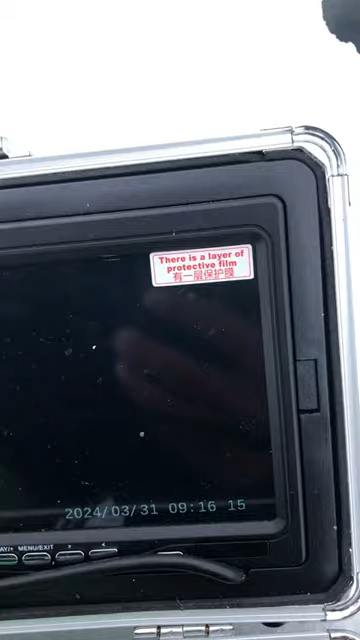 There is a layer of
protective film
有一层保护膜
2024/03/31 09:16 15
AY/+ MENU/EXIT > <